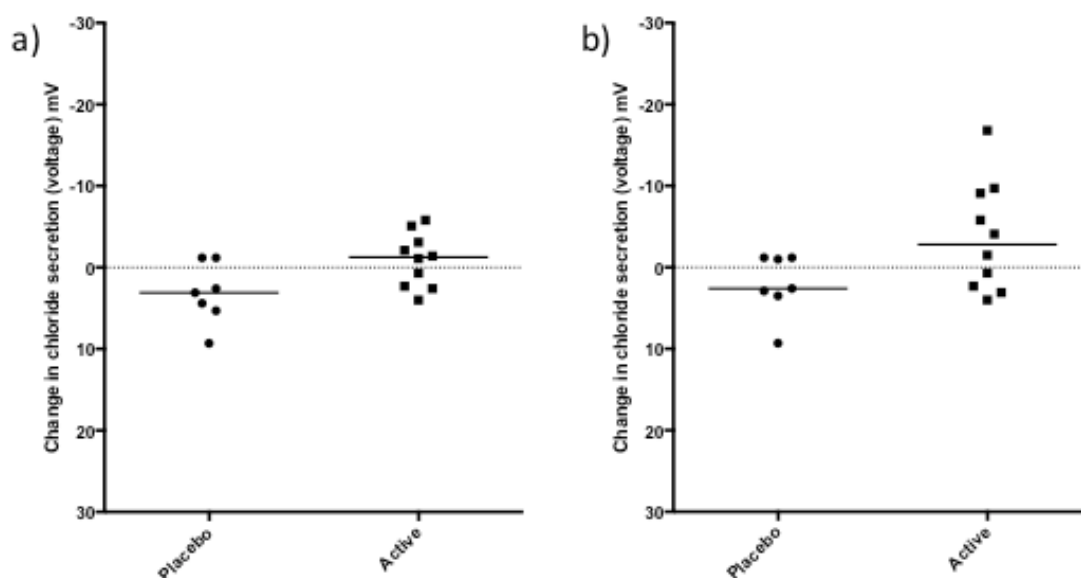 a)
Change in chloride secretion (voltage) mV
-30
-20
-10
0
10
20
30
Placebo
Active
b)
Change in chloride secretion (voltage) mV
-30
-20
-10
0
10
20
30
Placebo
Active